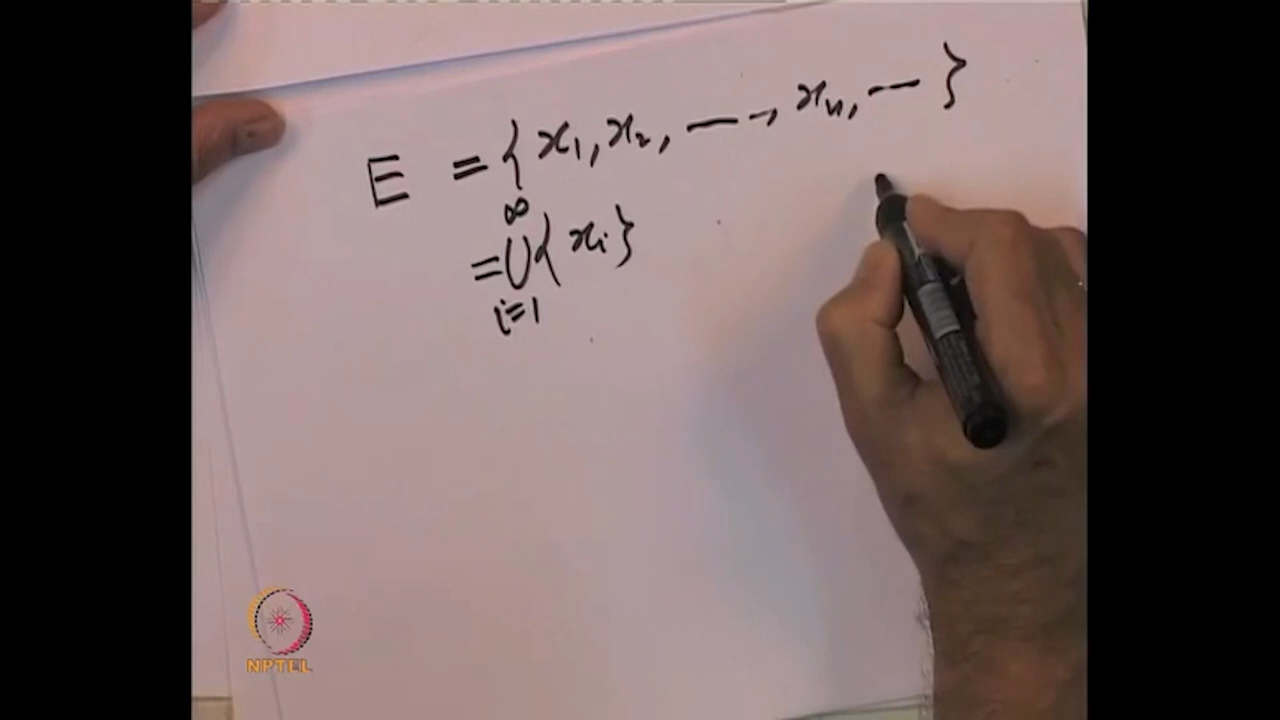 E = { x₁, x₂, — , xₙ, — }
= ∞⋃i=1 { xᵢ }
NPTEL